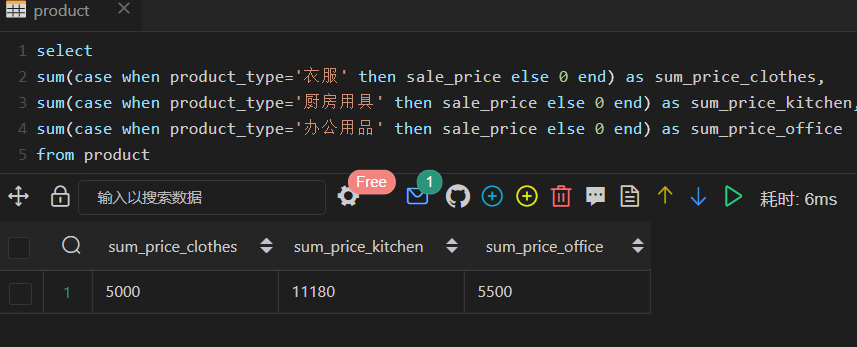 product
1 select
2 sum(case when product_type='衣服' then sale_price else 0 end) as sum_price_clothes,
3 sum(case when product_type='厨房用具' then sale_price else 0 end) as sum_price_kitchen,
4 sum(case when product_type='办公用品' then sale_price else 0 end) as sum_price_office
5 from product
输入以搜索数据 Free 1 耗时: 6ms
sum_price_clothes sum_price_kitchen sum_price_office
1 5000 11180 5500